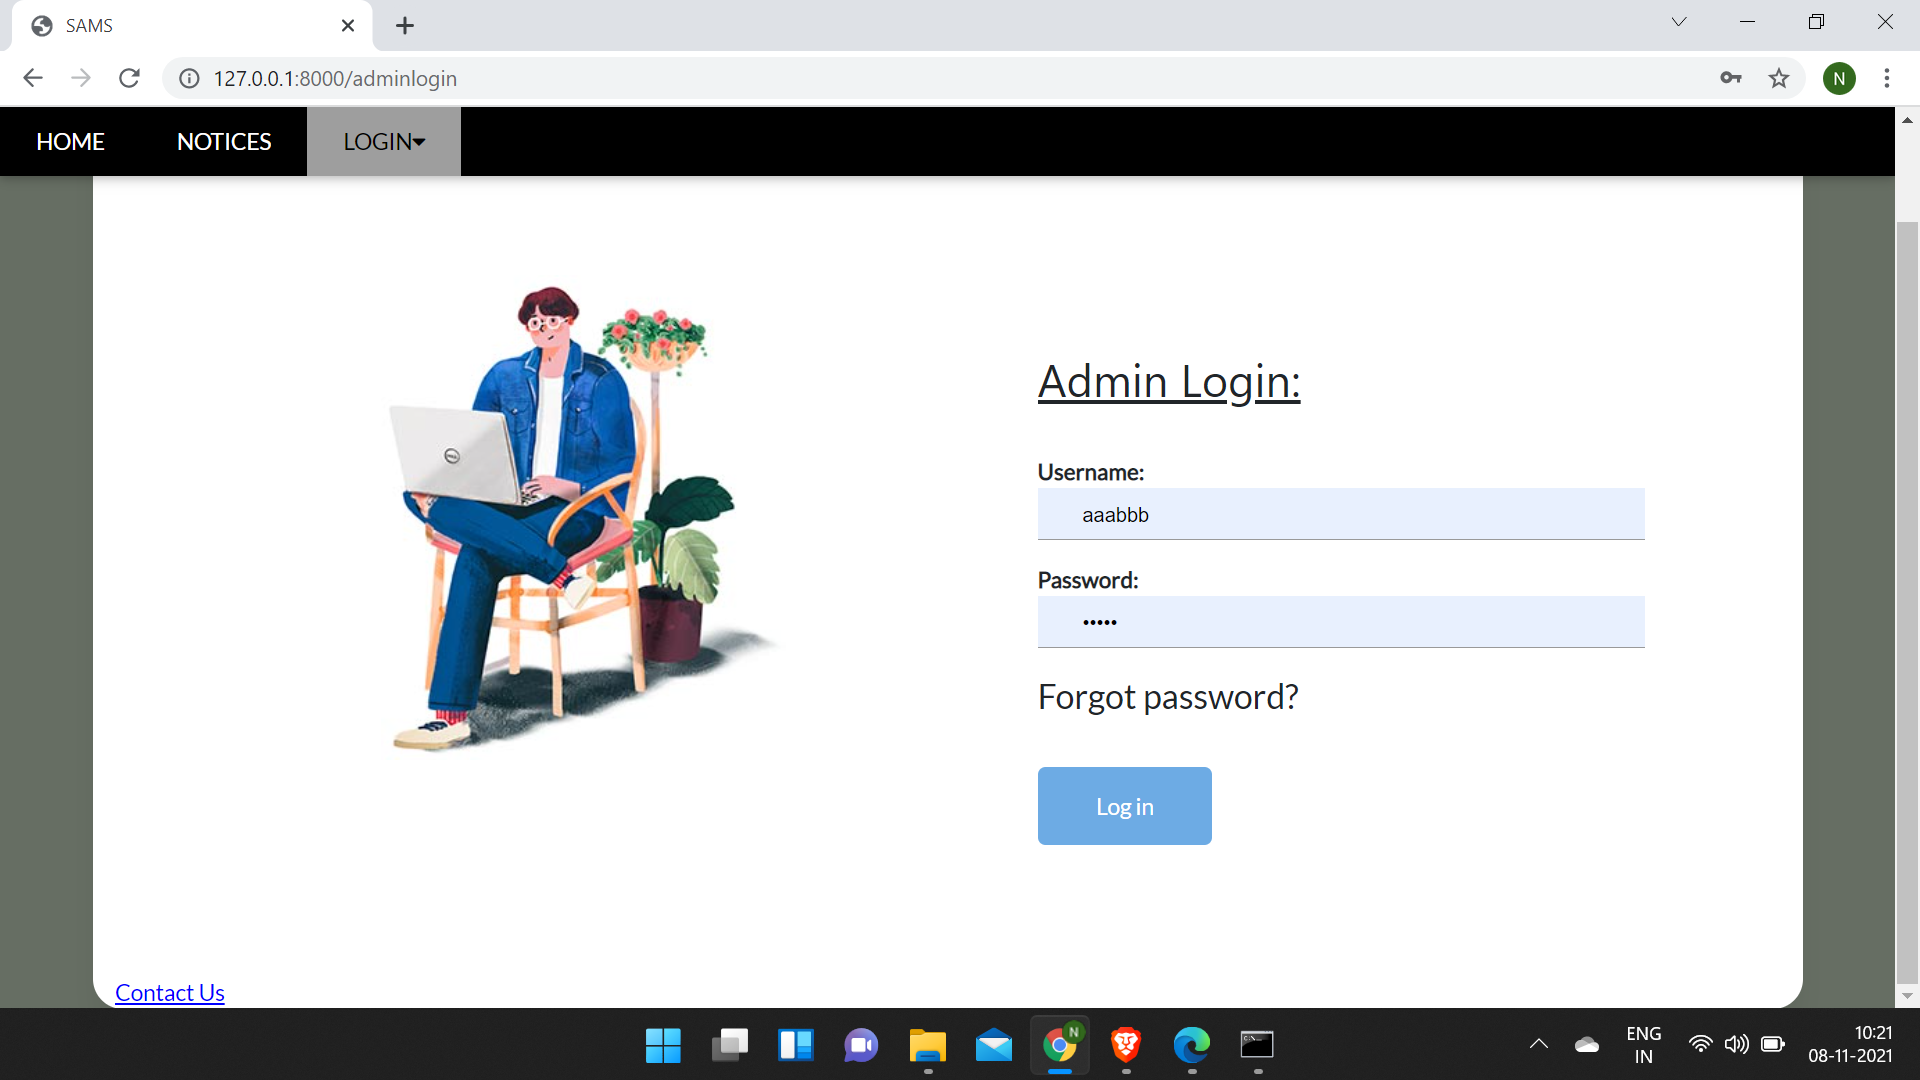 SAMS
127.0.0.1:8000/adminlogin
N
HOME
NOTICES
LOGIN
Admin Login:
Username:
aaabbb
Password:
•••••
Forgot password?
Log in
Contact Us
N
ENG
IN
10:21
08-11-2021